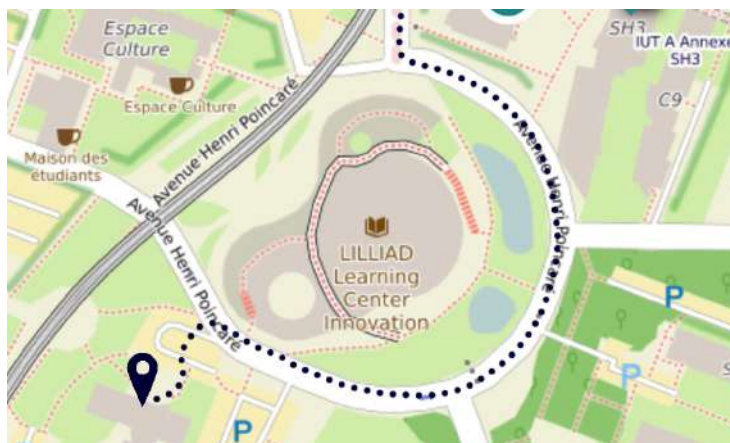 Espace
Culture
SH3
IUT A Annexe
SH3
C9
Espace Culture
Avenue Henri Poincaré
Avenue Henri Poincaré
Maison des
étudiants
Avenue Henri Poincaré
LILLIAD
Learning
Center
Innovation
P
P
P